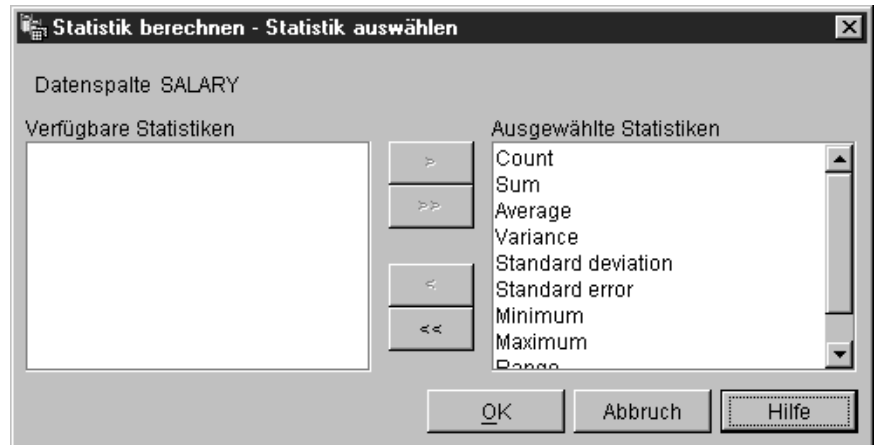 Statistik berechnen - Statistik auswählen
Datenspalte SALARY
Verfügbare Statistiken
Ausgewählte Statistiken
>
>>
<
<<
Count
Sum
Average
Variance
Standard deviation
Standard error
Minimum
Maximum
Range
OK
Abbruch
Hilfe